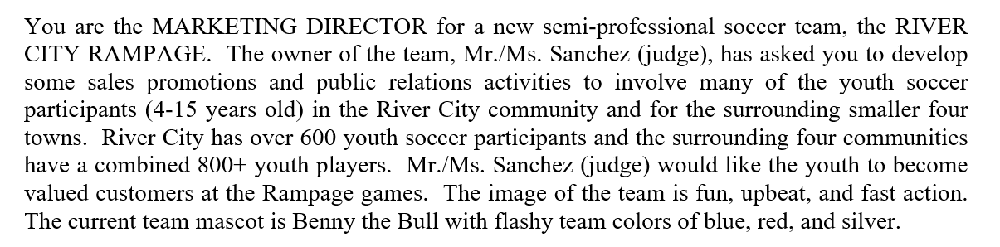 You are the MARKETING DIRECTOR for a new semi-professional soccer team, the RIVER
CITY RAMPAGE.  The owner of the team, Mr./Ms. Sanchez (judge), has asked you to develop
some sales promotions and public relations activities to involve many of the youth soccer
participants (4-15 years old) in the River City community and for the surrounding smaller four
towns.  River City has over 600 youth soccer participants and the surrounding four communities
have a combined 800+ youth players.  Mr./Ms. Sanchez (judge) would like the youth to become
valued customers at the Rampage games.  The image of the team is fun, upbeat, and fast action.
The current team mascot is Benny the Bull with flashy team colors of blue, red, and silver.